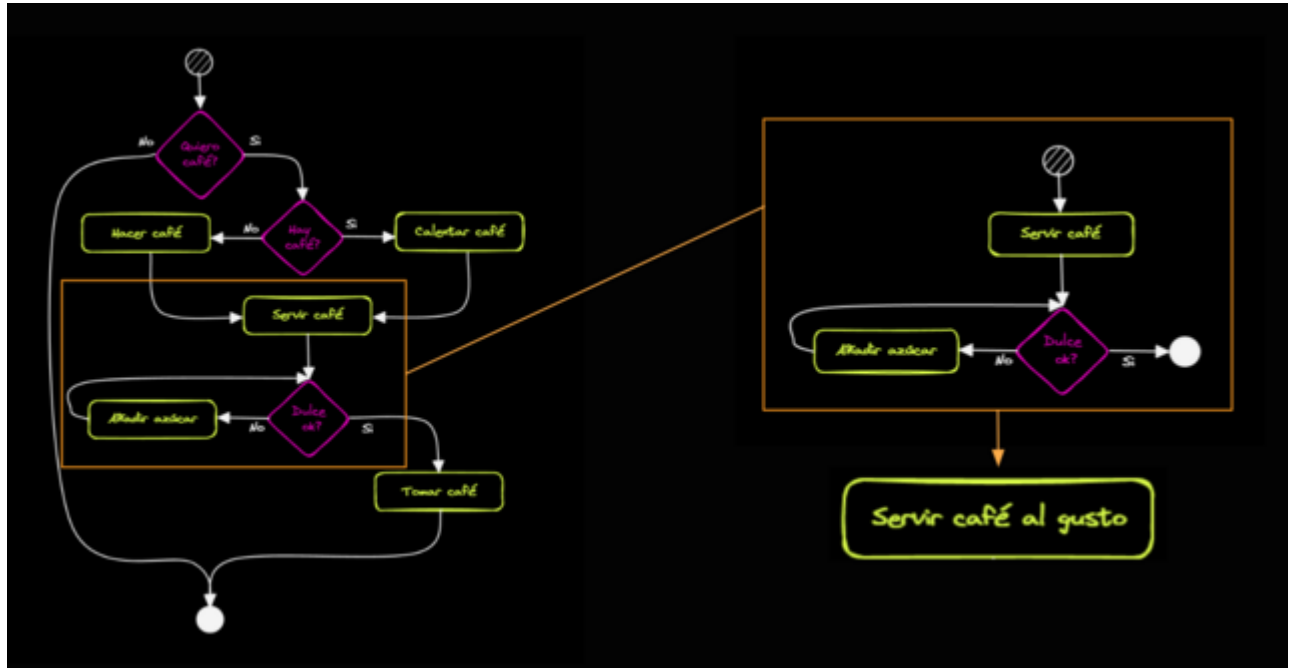 No
Quiero
café?
Si
Hacer café
No
Hay
café?
Si
Calentar café
Servir café
Añadir azúcar
No
Dulce
ok?
Si
Tomar café
Servir café
Añadir azúcar
No
Dulce
ok?
Si
Servir café al gusto